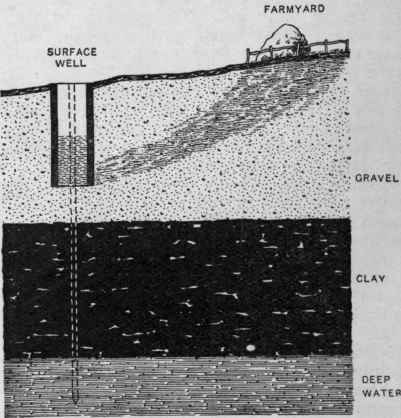 FARMYARD
SURFACE
WELL
GRAVEL
CLAY
DEEP
WATER